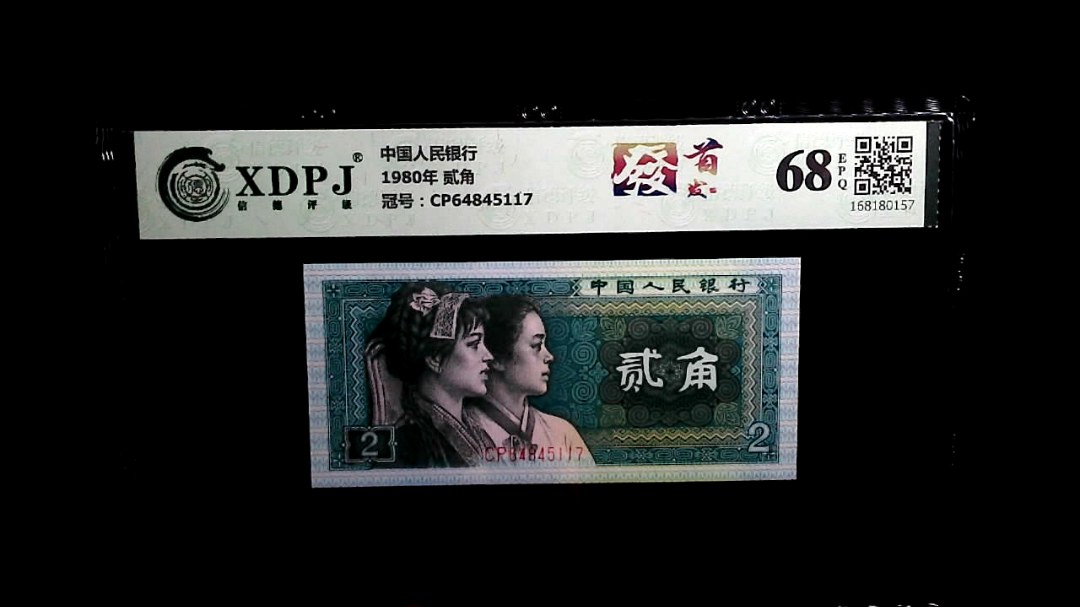 XDPJ®
信德评级
中国人民银行
1980年 贰角
冠号：CP64845117
發
首
发
68
EPQ
168180157
中国人民银行
贰角
2
2
CP64845117